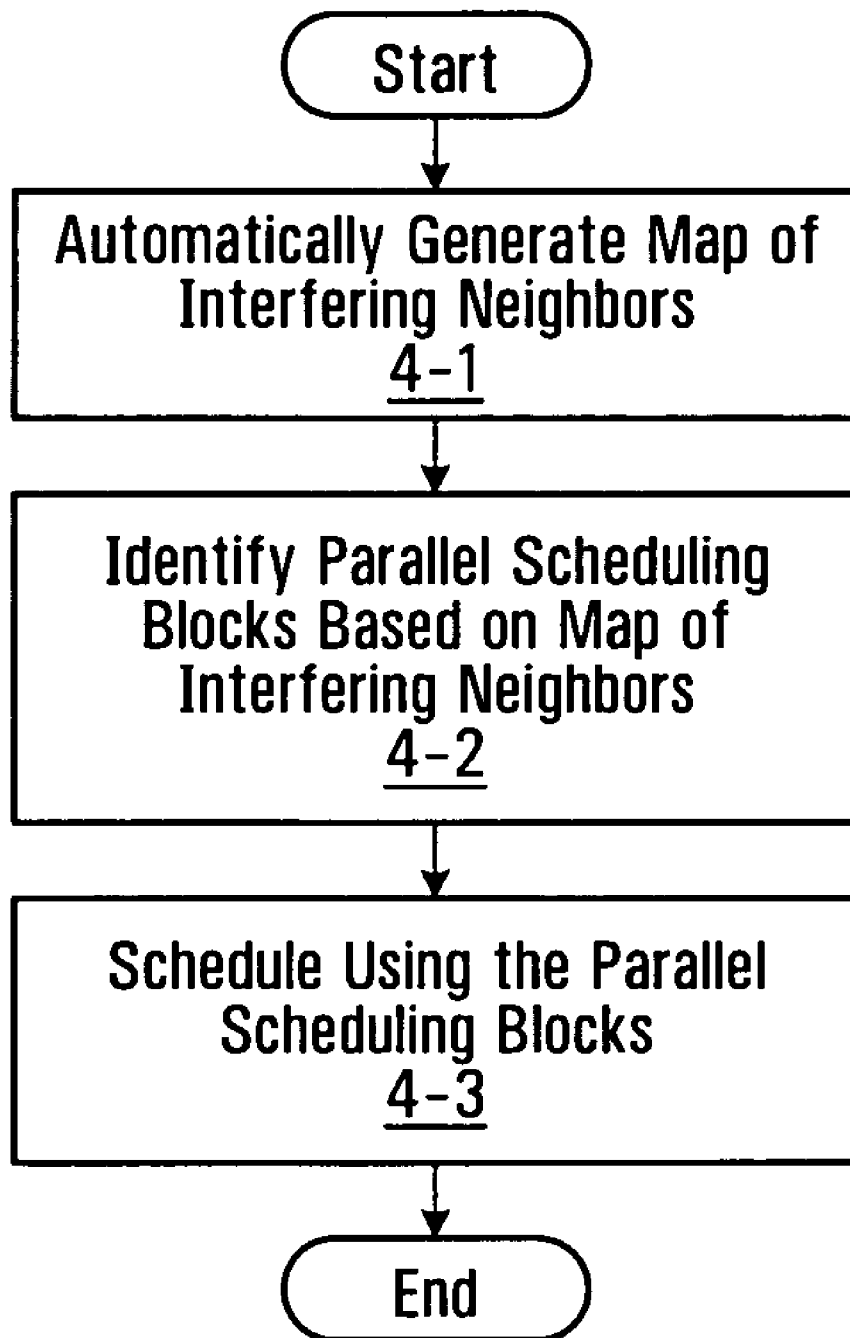 Start
Automatically Generate Map of
Interfering Neighbors
4-1
Identify Parallel Scheduling
Blocks Based on Map of
Interfering Neighbors
4-2
Schedule Using the Parallel
Scheduling Blocks
4-3
End